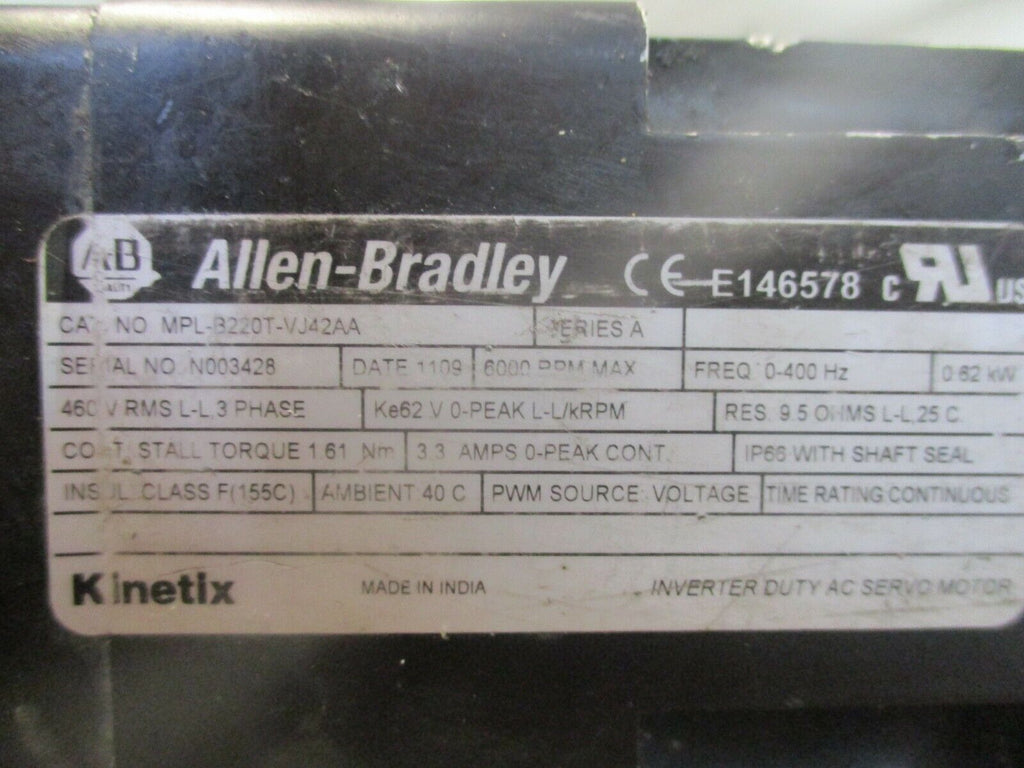 A-B Allen-Bradley CE E146578 c RU US
CAT. NO. MPL-B220T-VJ42AA SERIES A
SERIAL NO. N003428 DATE 1109 6000 RPM MAX FREQ. 0-400 Hz 0.62 kW
460 V RMS L-L,3 PHASE Ke62 V 0-PEAK L-L/kRPM RES. 9.5 OHMS L-L,25 C.
CONT. STALL TORQUE 1.61 Nm 3.3 AMPS 0-PEAK CONT. IP66 WITH SHAFT SEAL
INSUL. CLASS F(155C) AMBIENT 40 C PWM SOURCE: VOLTAGE TIME RATING CONTINUOUS
Kinetix MADE IN INDIA INVERTER DUTY AC SERVO MOTOR